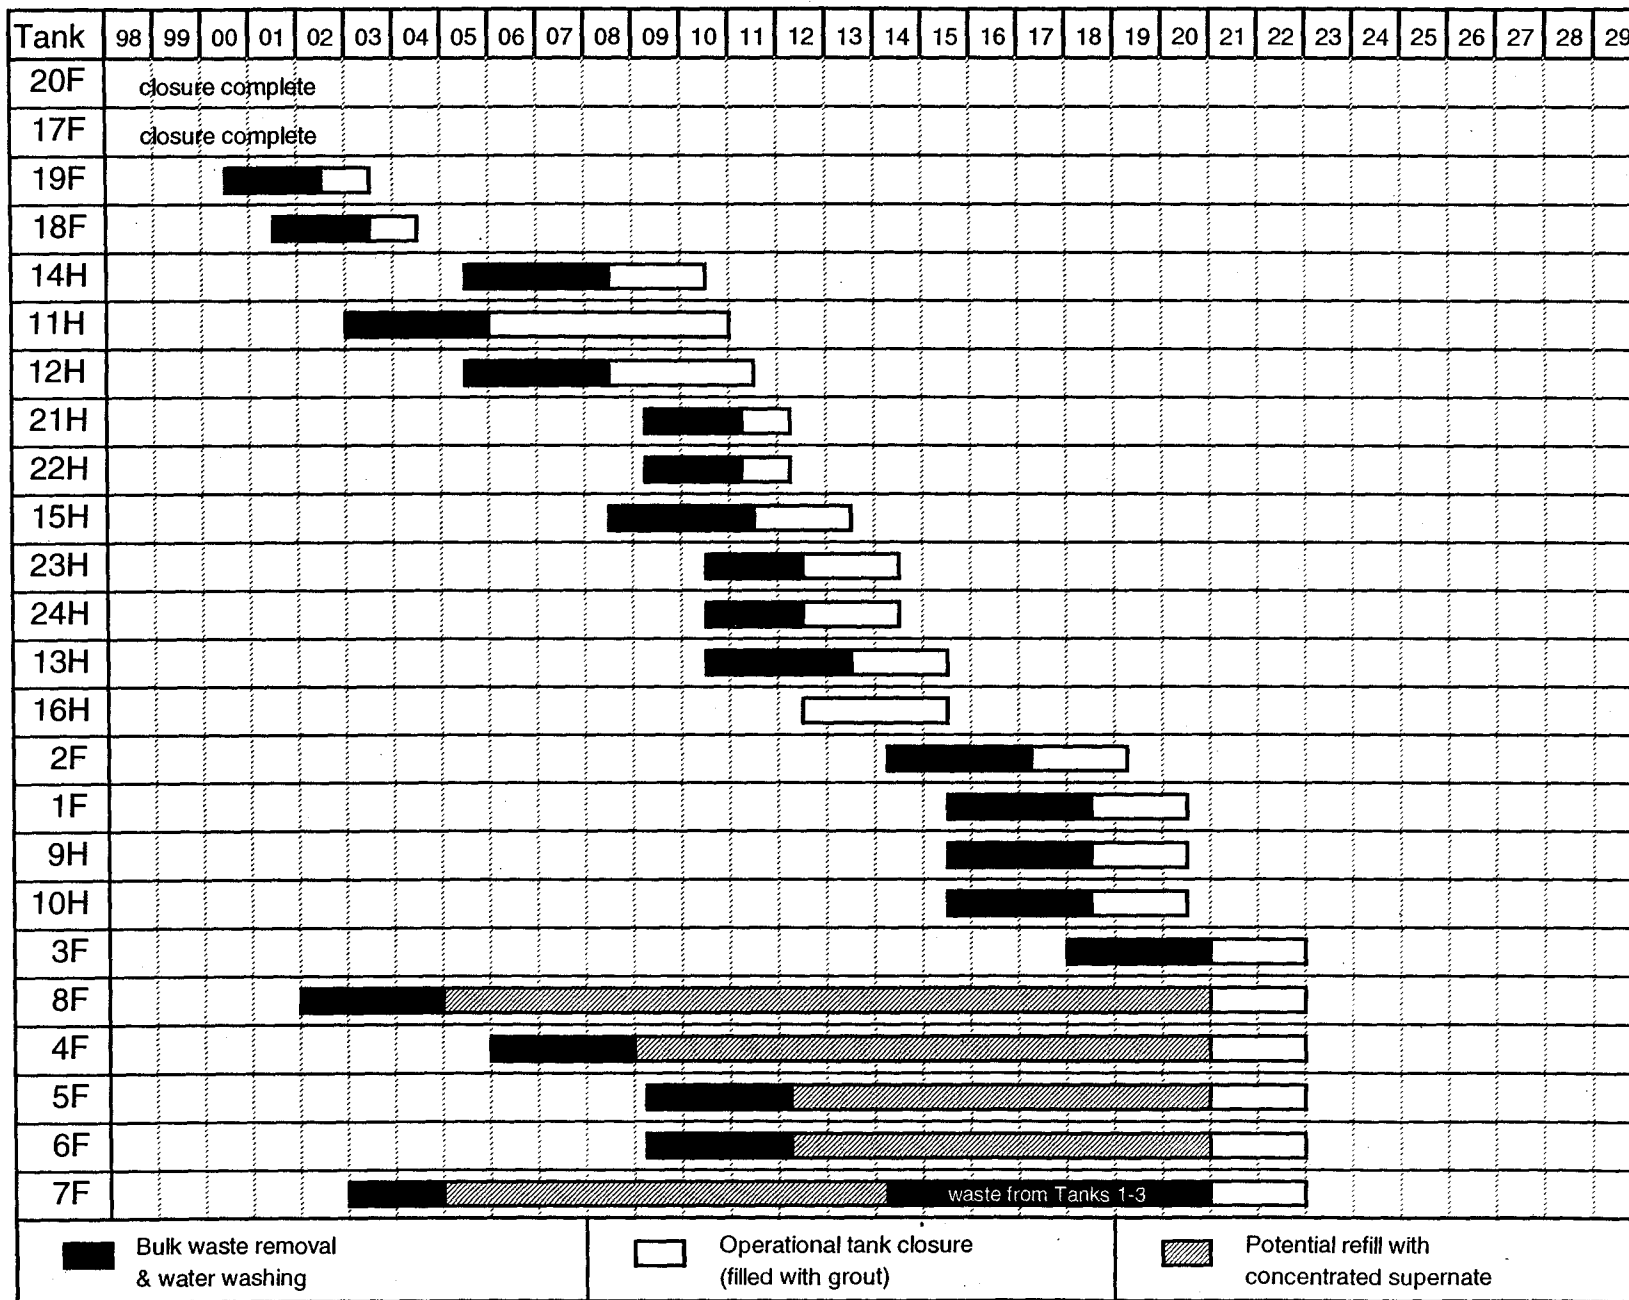 Tank 98 99 00 01 02 03 04 05 06 07 08 09 10 11 12 13 14 15 16 17 18 19 20 21 22 23 24 25 26 27 28 29
20F closure complete
17F closure complete
19F
18F
14H
11H
12H
21H
22H
15H
23H
24H
13H
16H
2F
1F
9H
10H
3F
8F
4F
5F
6F
7F waste from Tanks 1-3
Bulk waste removal
& water washing
Operational tank closure
(filled with grout)
Potential refill with
concentrated supernate